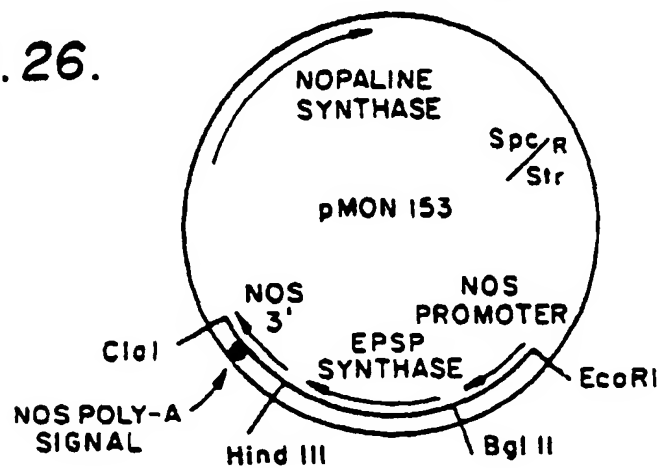 . 26.
NOPALINE
SYNTHASE
Spc/R
Str
pMON 153
NOS
3'
NOS
PROMOTER
EPSP
SYNTHASE
ClaI
EcoRI
NOS POLY-A
SIGNAL
Hind III
Bgl II